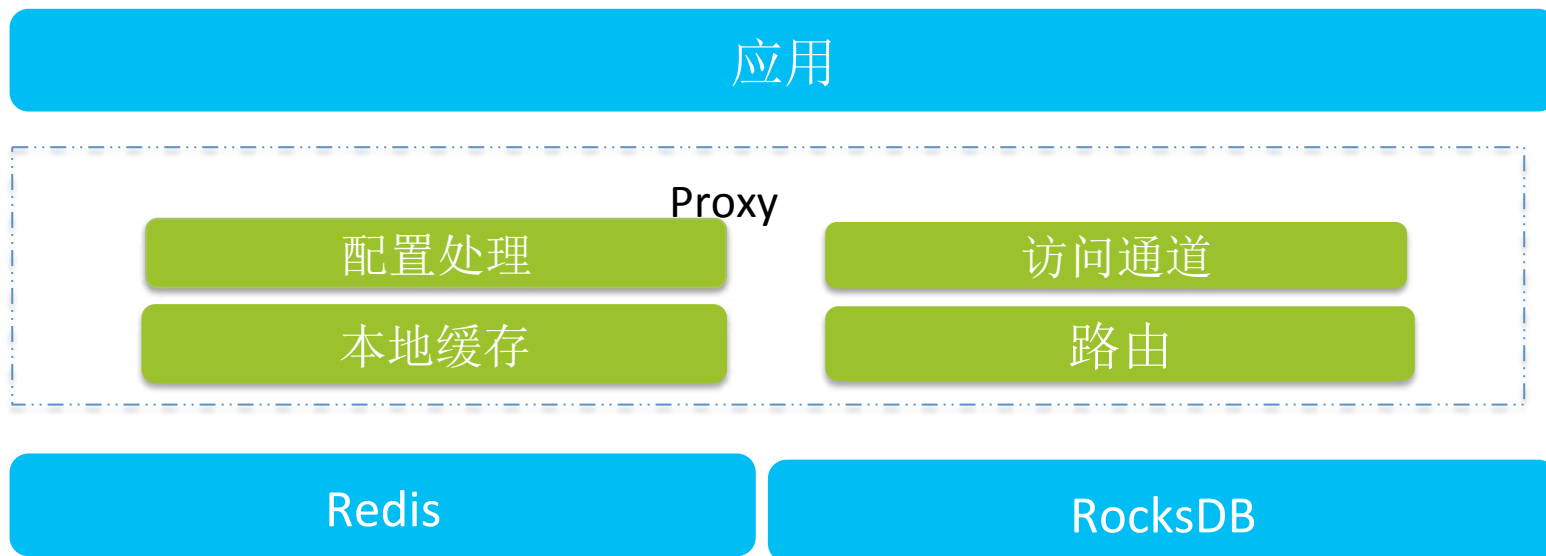 应用
Proxy
配置处理
访问通道
本地缓存
路由
Redis
RocksDB